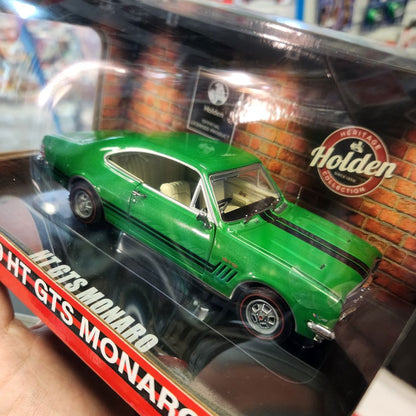 Holden
HERITAGE
Holden
COLLECTION
HT GTS MONARO
HT GTS MONARO